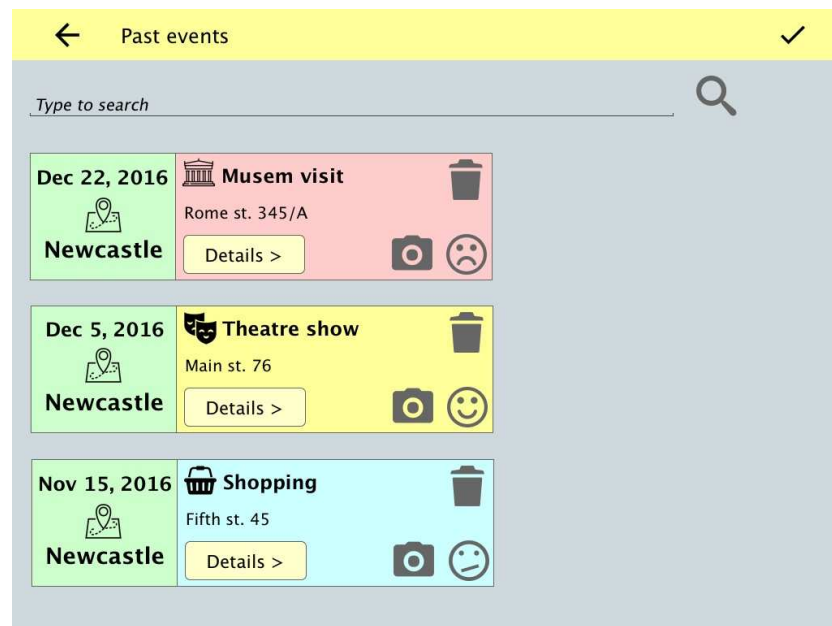 Past events
Type to search
Dec 22, 2016
Newcastle
Musem visit
Rome st. 345/A
Details >
Dec 5, 2016
Newcastle
Theatre show
Main st. 76
Details >
Nov 15, 2016
Newcastle
Shopping
Fifth st. 45
Details >